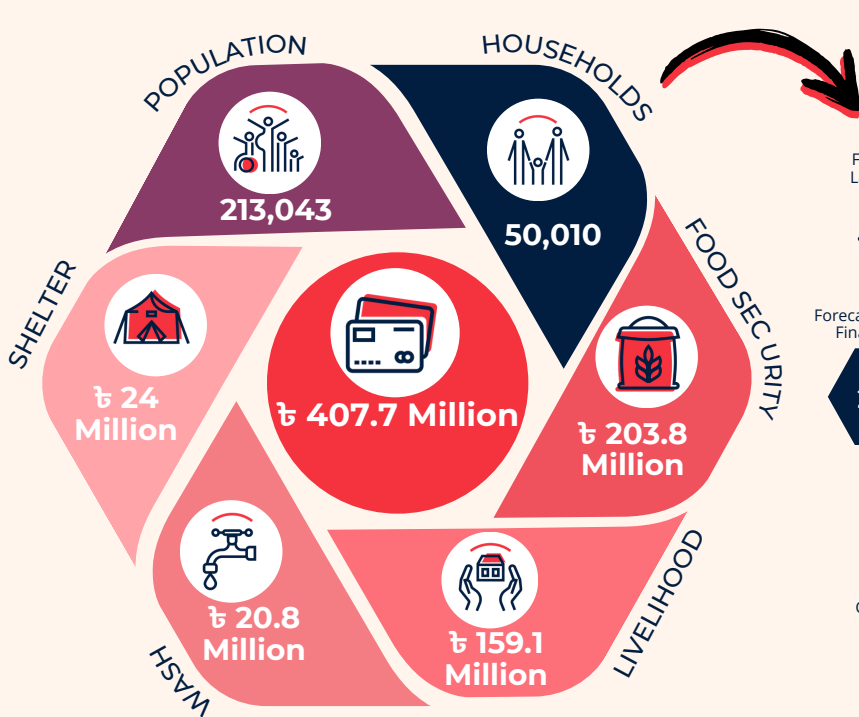 POPULATION
213,043
HOUSEHOLDS
50,010
FOOD SEC URITY
৳ 203.8
Million
LIVELIHOOD
৳ 159.1
Million
WASH
৳ 20.8
Million
SHELTER
৳ 24
Million
৳ 407.7 Million